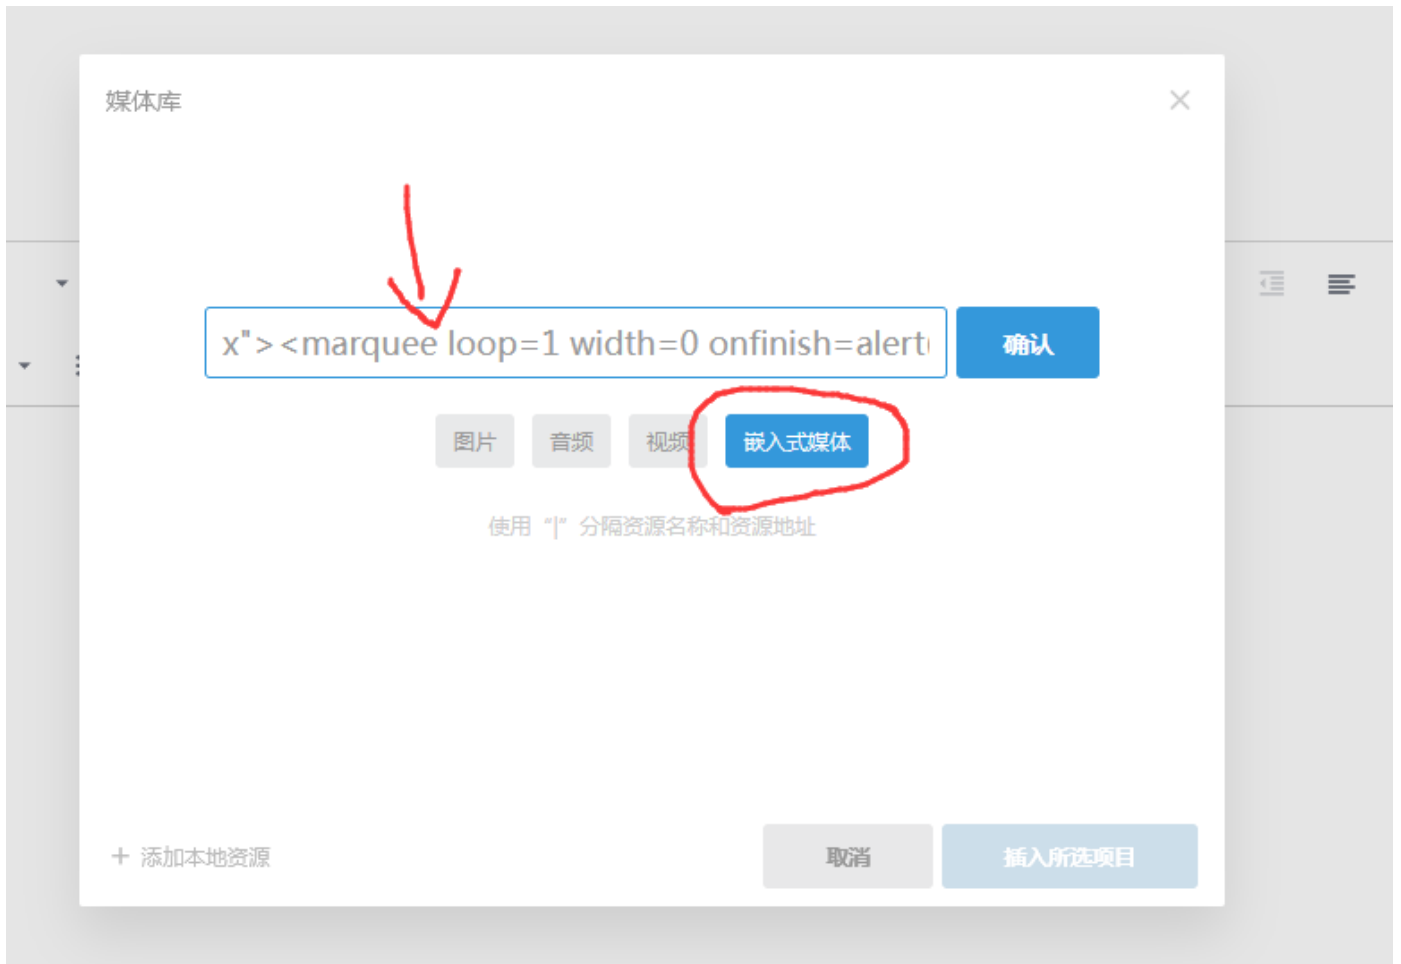 媒体库
x"><marquee loop=1 width=0 onfinish=alert(
确认
图片 音频 视频 嵌入式媒体
使用 “|” 分隔资源名称和资源地址
添加本地资源
取消
插入所选项目